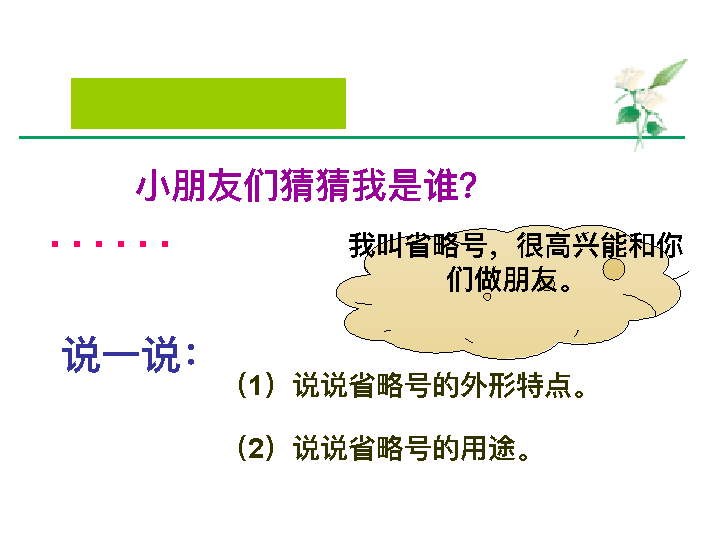 小朋友们猜猜我是谁？
......
我叫省略号，很高兴能和你
们做朋友。
说一说：
（1）说说省略号的外形特点。
（2）说说省略号的用途。